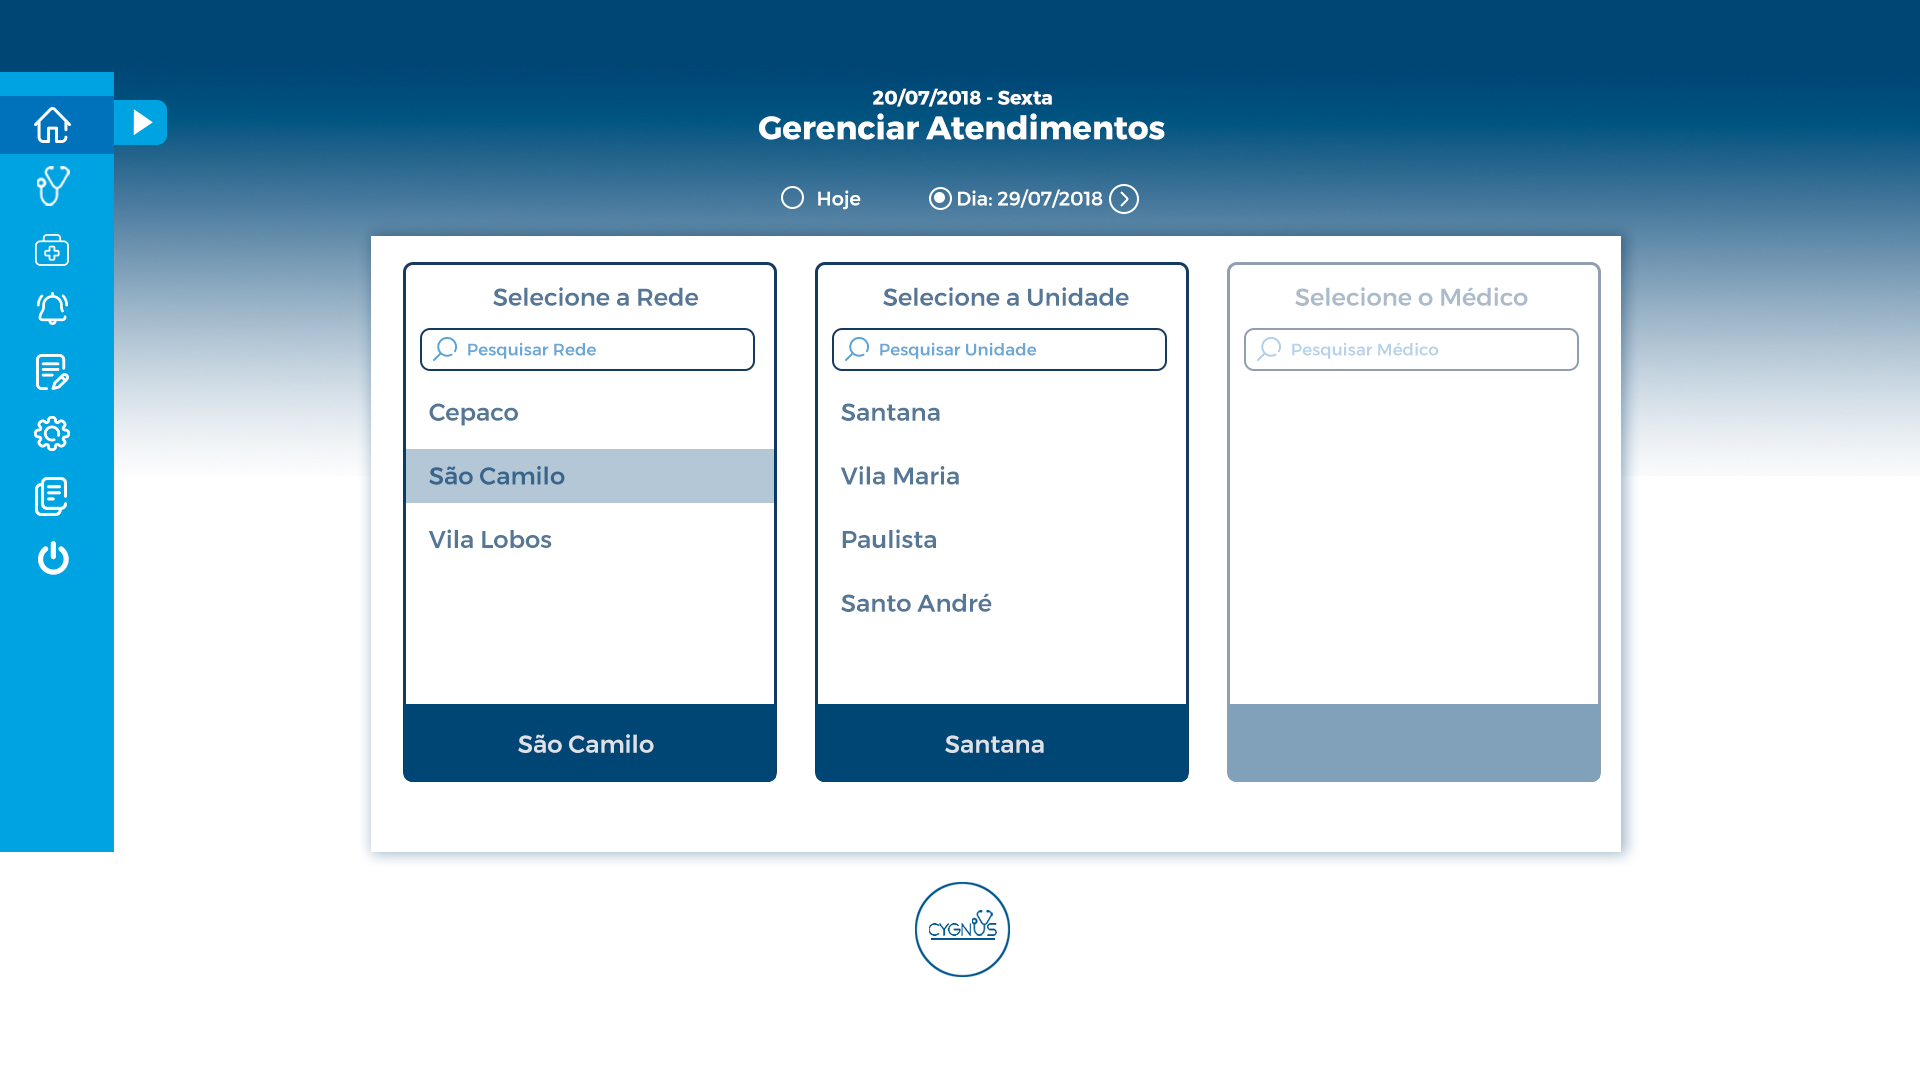 20/07/2018 - Sexta
Gerenciar Atendimentos
Hoje
Dia: 29/07/2018
Selecione a Rede
Pesquisar Rede
Cepaco
São Camilo
Vila Lobos
São Camilo
Selecione a Unidade
Pesquisar Unidade
Santana
Vila Maria
Paulista
Santo André
Santana
Selecione o Médico
Pesquisar Médico
CYGNUS